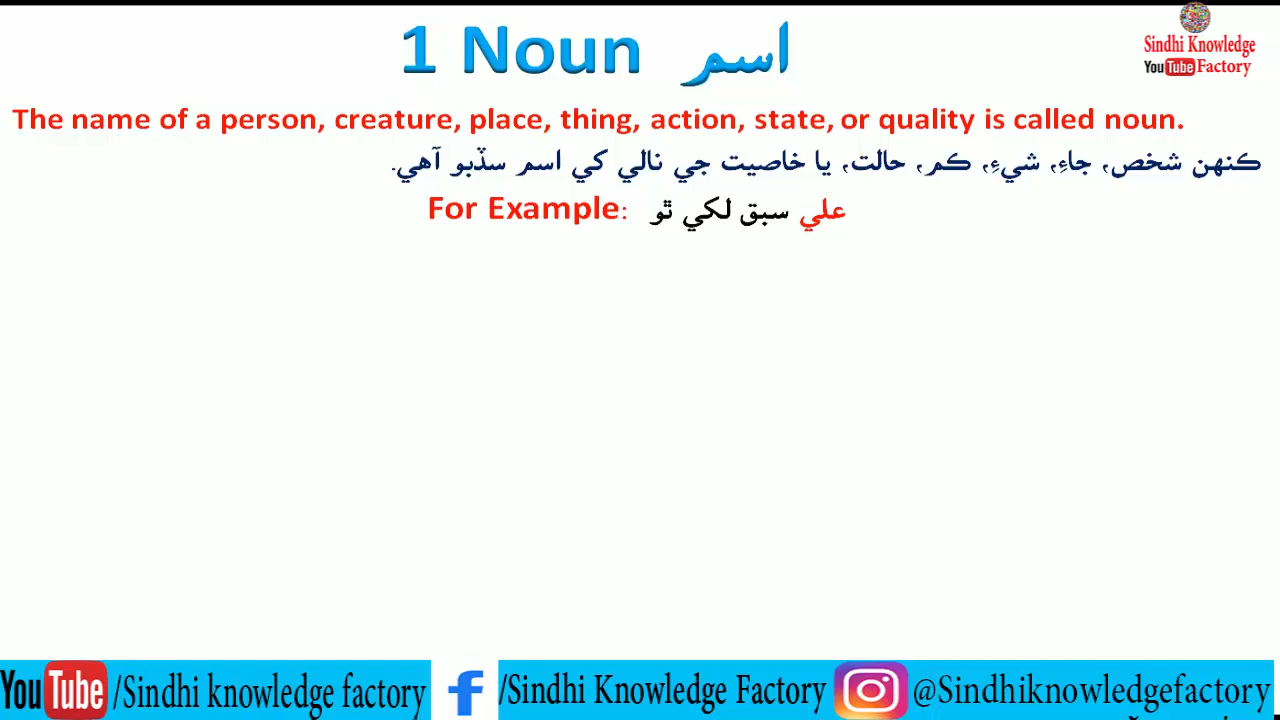 1 Noun اسم
Sindhi Knowledge
YouTube Factory
The name of a person, creature, place, thing, action, state, or quality is called noun.
ڪنهن شخص، جاءِ، شيءِ، ڪم، حالت، يا خاصيت جي نالي کي اسم سڏبو آهي.
For Example: علي سبق لکي ٿو
YouTube /Sindhi knowledge factory
f /Sindhi Knowledge Factory
@Sindhiknowledgefactory